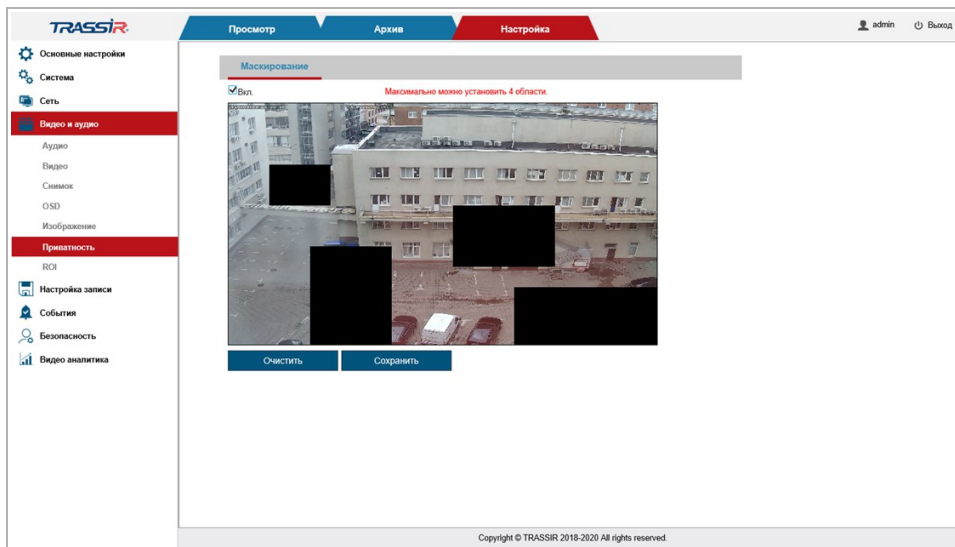 TRASSIR
Просмотр
Архив
Настройка
admin
Выход
Основные настройки
Система
Сеть
Видео и аудио
Аудио
Видео
Снимок
OSD
Изображение
Приватность
ROI
Настройка записи
События
Безопасность
Видео аналитика
Маскирование
Вкл.
Максимально можно установить 4 области.
Очистить
Сохранить
Copyright © TRASSIR 2018-2020 All rights reserved.